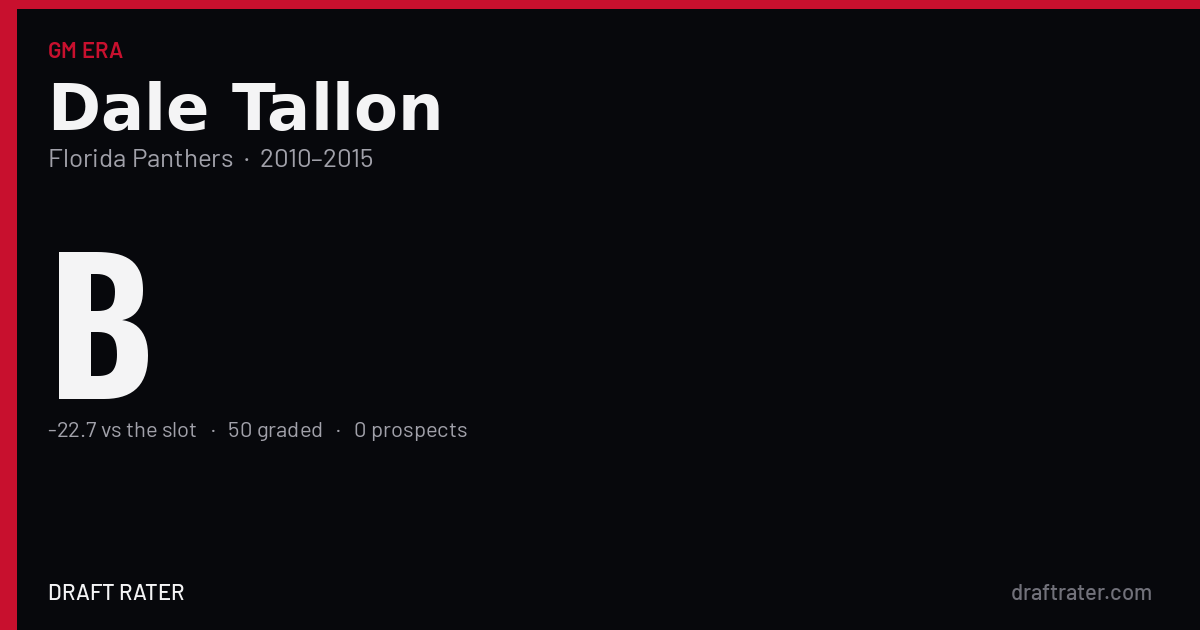 GM ERA
Dale Tallon
Florida Panthers · 2010–2015
B
-22.7 vs the slot · 50 graded · 0 prospects
DRAFT RATER
draftrater.com